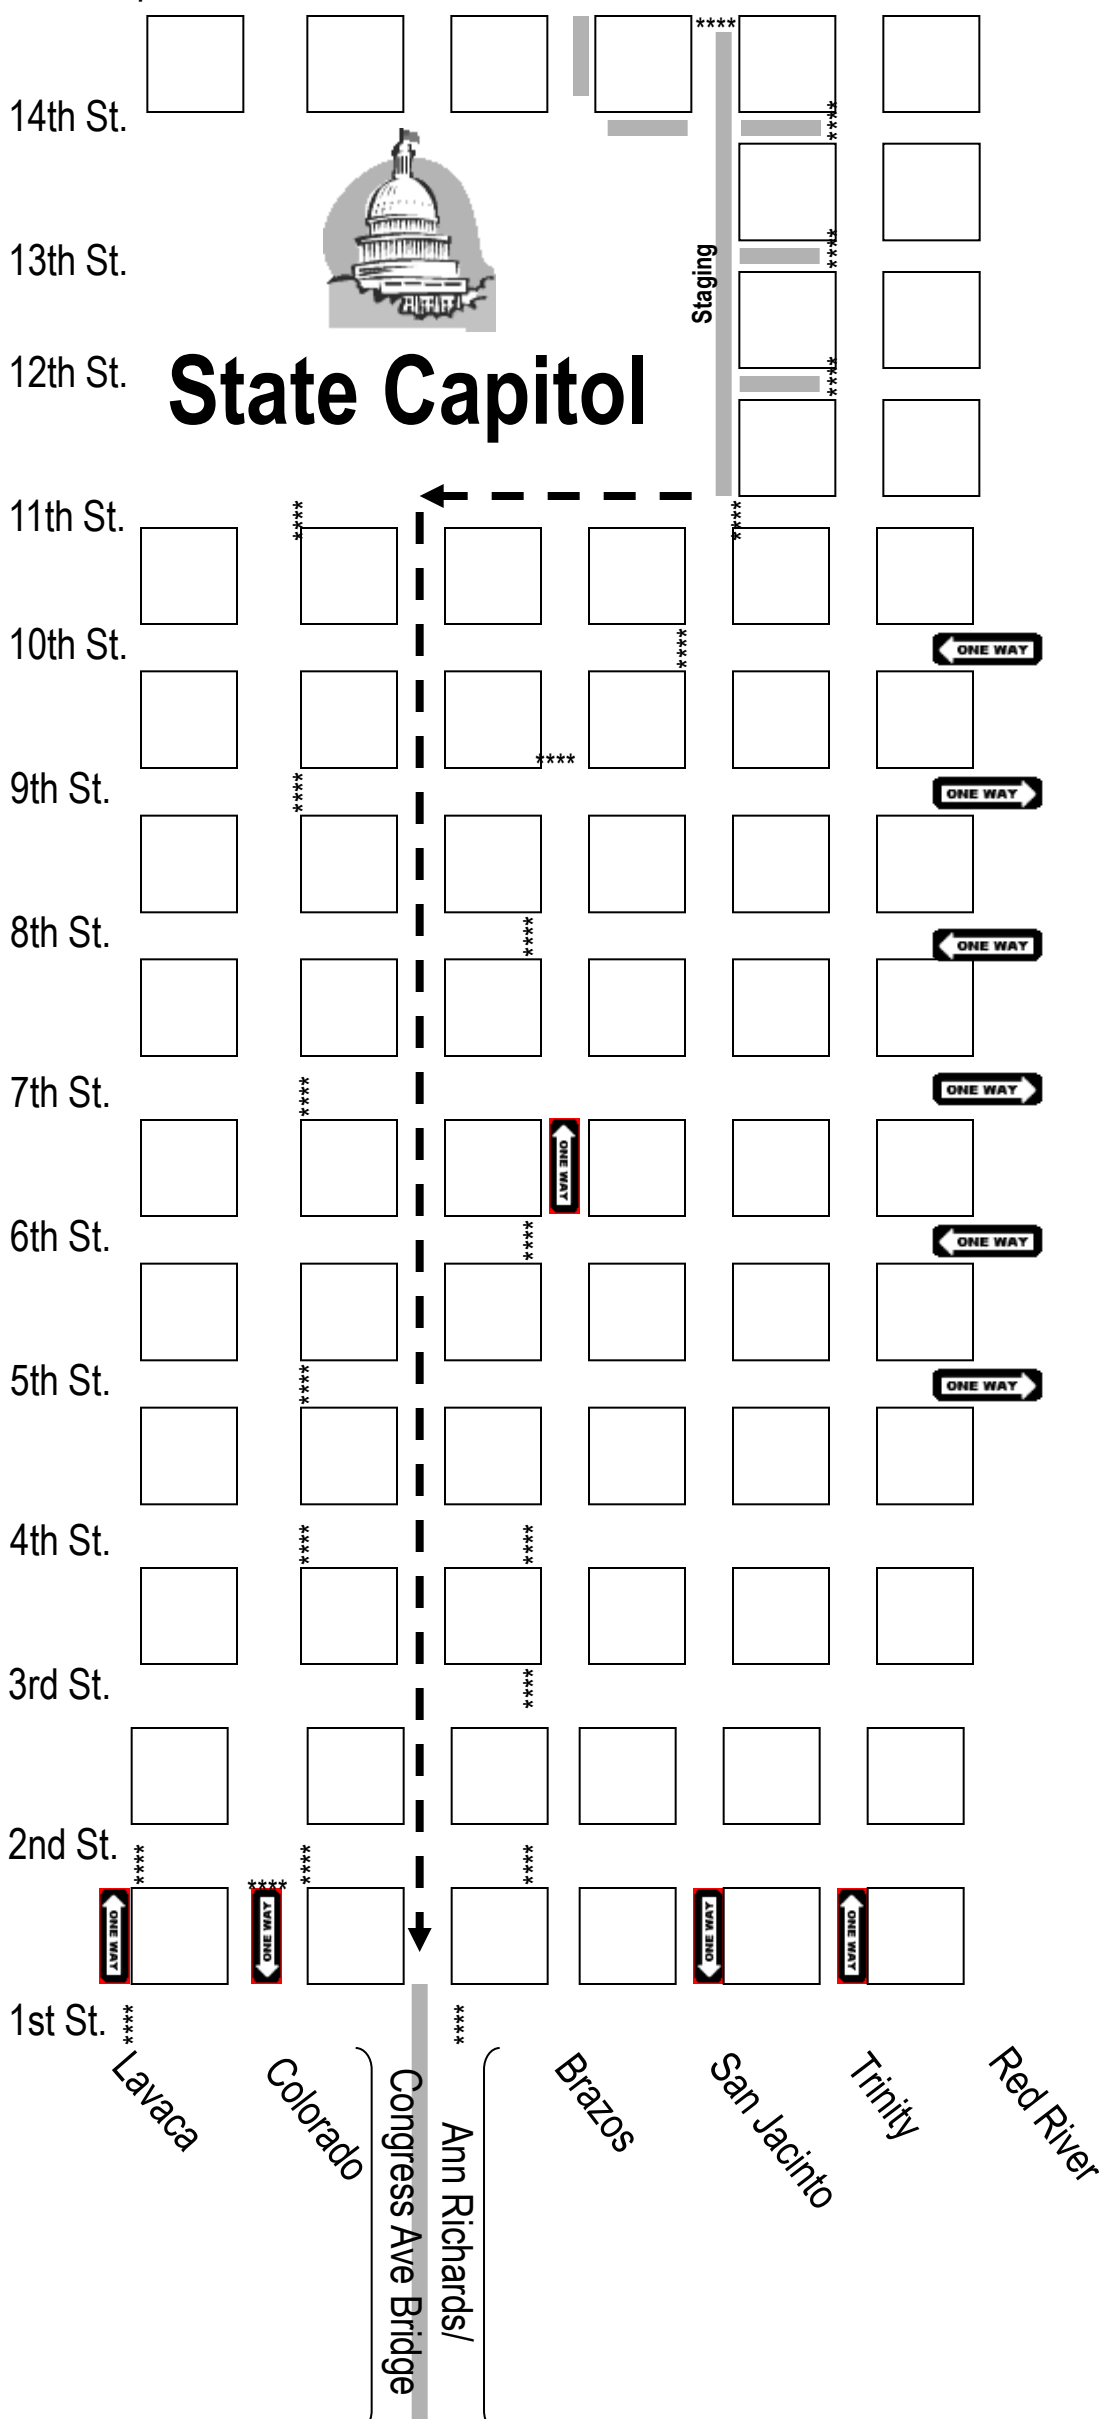 ****
14th St.
****
13th St.
****
Staging
12th St.
****
State Capitol
11th St.
****
****
10th St.
****
ONE WAY
****
9th St.
****
ONE WAY
8th St.
****
ONE WAY
7th St.
****
ONE WAY
ONE WAY
6th St.
****
ONE WAY
5th St.
****
ONE WAY
4th St.
****
****
3rd St.
****
2nd St.
****
****
****
****
ONE WAY
ONE WAY
ONE WAY
ONE WAY
1st St.
****
****
Lavaca
Colorado
Ann Richards/
Congress Ave Bridge
Brazos
San Jacinto
Trinity
Red River